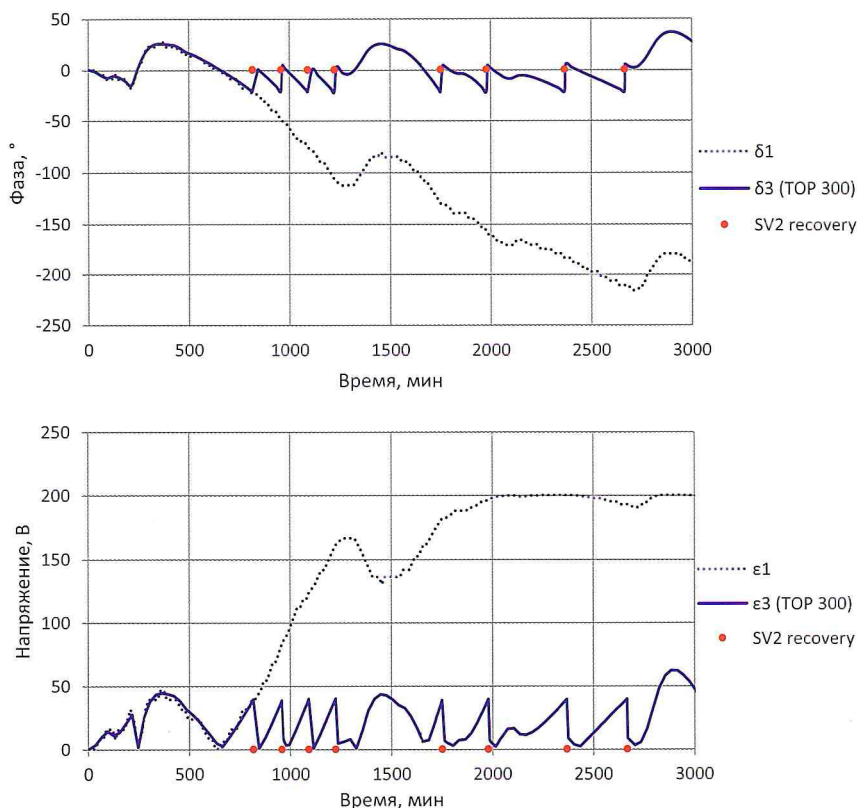 50
0
-50
-100
-150
-200
-250
Фаза, °
0 500 1000 1500 2000 2500 3000
Время, мин
δ1
δ3 (TOP 300)
SV2 recovery
250
200
150
100
50
0
Напряжение, В
0 500 1000 1500 2000 2500 3000
Время, мин
ε1
ε3 (TOP 300)
SV2 recovery